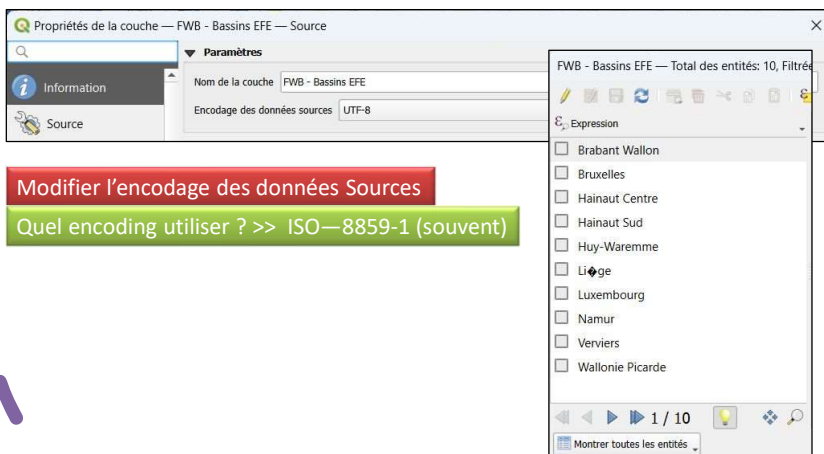 Propriétés de la couche — FWB - Bassins EFE — Source
Paramètres
Information
Nom de la couche FWB - Bassins EFE
Encodage des données sources UTF-8
Source
Modifier l'encodage des données Sources
Quel encoding utiliser ? >> ISO—8859-1 (souvent)
FWB - Bassins EFE — Total des entités: 10, Filtrée
Expression
Brabant Wallon
Bruxelles
Hainaut Centre
Hainaut Sud
Huy-Waremme
Li�ge
Luxembourg
Namur
Verviers
Wallonie Picarde
1 / 10
Montrer toutes les entités